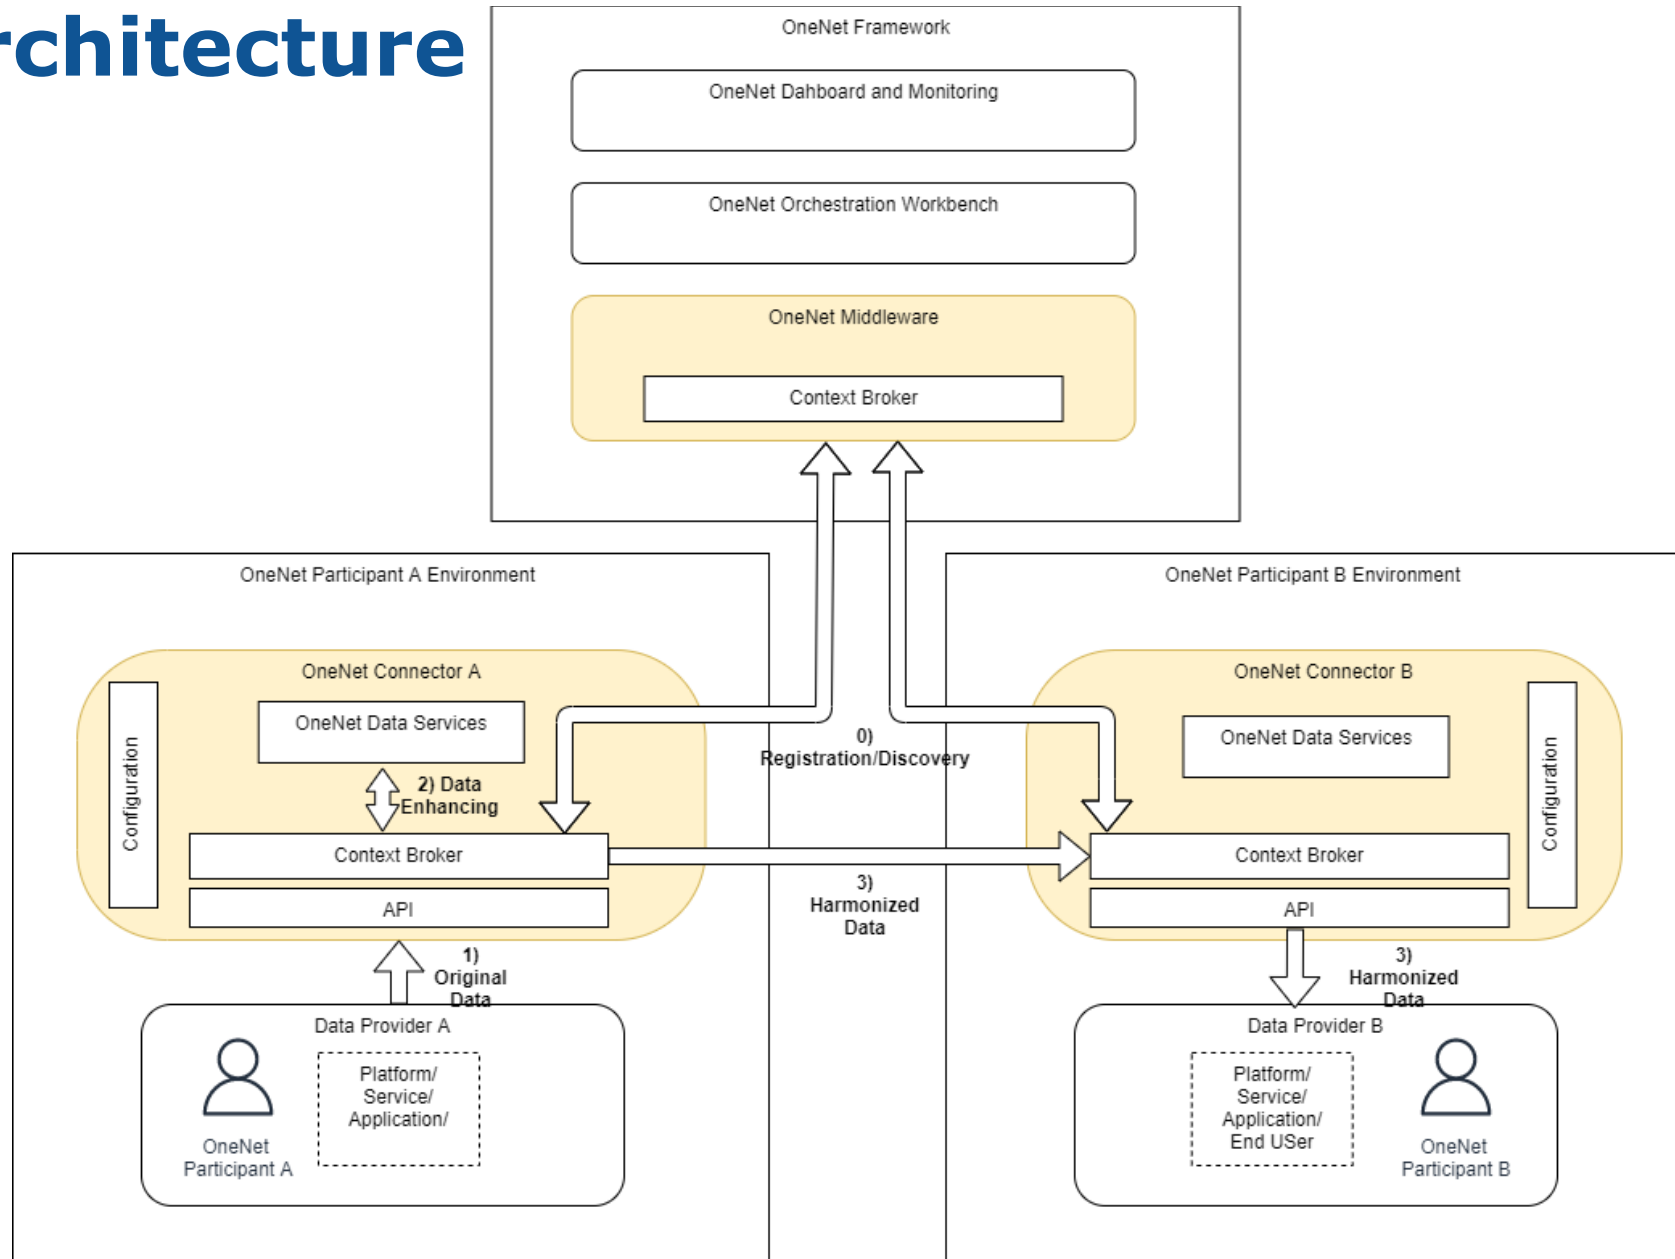 rchitecture
OneNet Framework
OneNet Dahboard and Monitoring
OneNet Orchestration Workbench
OneNet Middleware
Context Broker
OneNet Participant A Environment
OneNet Connector A
Configuration
OneNet Data Services
2) Data
Enhancing
Context Broker
API
1)
Original
Data
Data Provider A
OneNet
Participant A
Platform/
Service/
Application/
0)
Registration/Discovery
3)
Harmonized
Data
OneNet Participant B Environment
OneNet Connector B
OneNet Data Services
Configuration
Context Broker
API
3)
Harmonized
Data
Data Provider B
Platform/
Service/
Application/
End USer
OneNet
Participant B